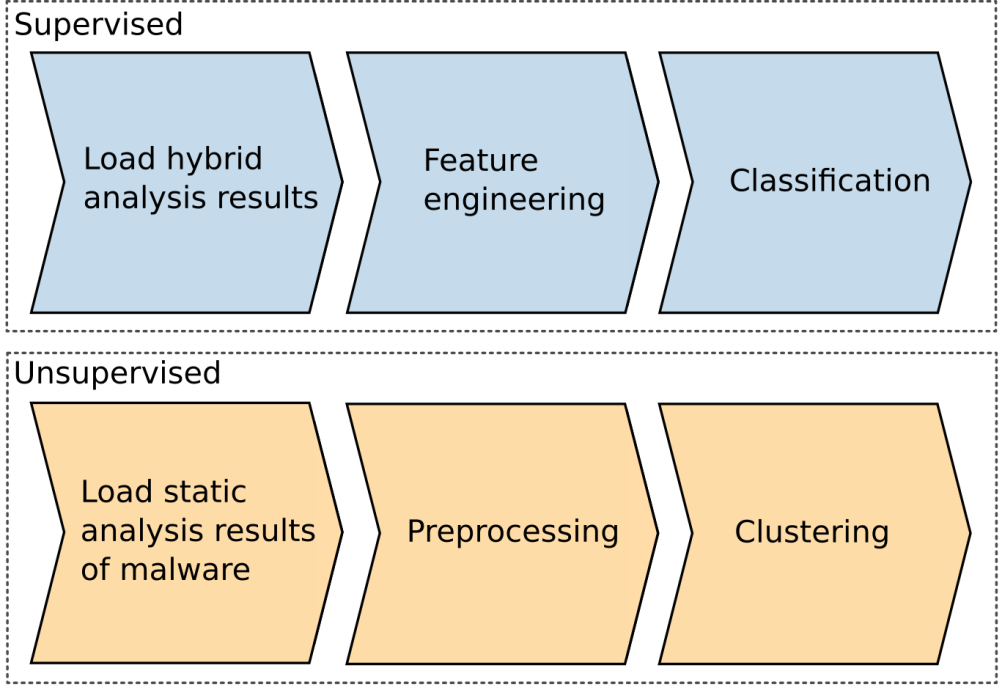 Supervised
Load hybrid
analysis results
Feature
engineering
Classification
Unsupervised
Load static
analysis results
of malware
Preprocessing
Clustering